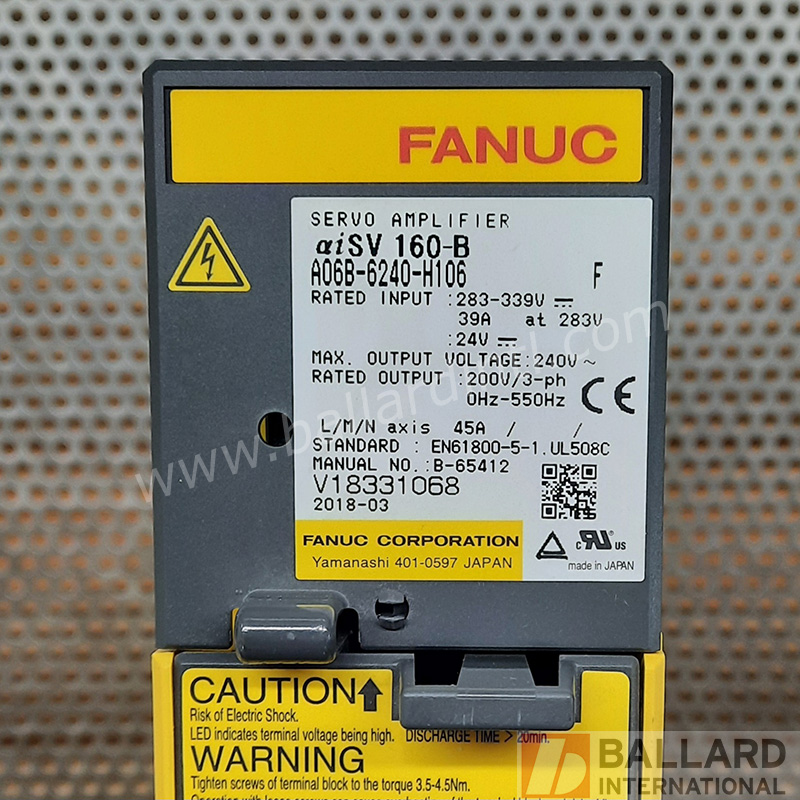 FANUC
SERVO AMPLIFIER
αiSV 160-B
A06B-6240-H106 F
RATED INPUT :283-339V ⎓
39A at 283V
:24V ⎓
MAX. OUTPUT VOLTAGE:240V ~
RATED OUTPUT :200V/3-ph
0Hz-550Hz
CE
L/M/N axis 45A / /
STANDARD : EN61800-5-1.UL508C
MANUAL NO.:B-65412
V18331068
2018-03
FANUC CORPORATION
Yamanashi 401-0597 JAPAN
c RU us
made in JAPAN
www.ballardintl.com
CAUTION
Risk of Electric Shock.
LED indicates terminal voltage being high. DISCHARGE TIME > 20min.
WARNING
Tighten screws of terminal block to the torque 3.5-4.5Nm.
BALLARD
INTERNATIONAL